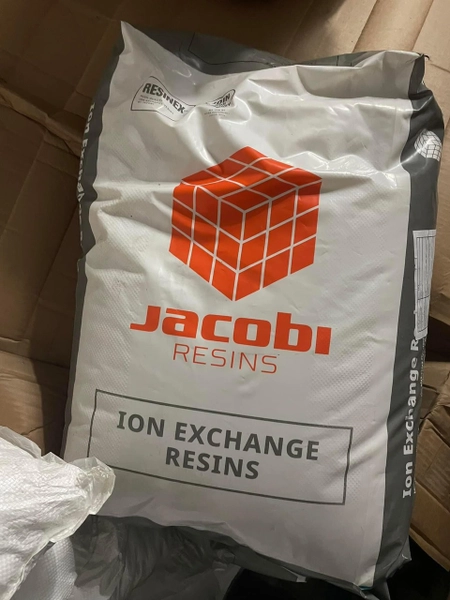 RESINEX
Jacobi
RESINS
ION EXCHANGE
RESINS
Ion Exchange